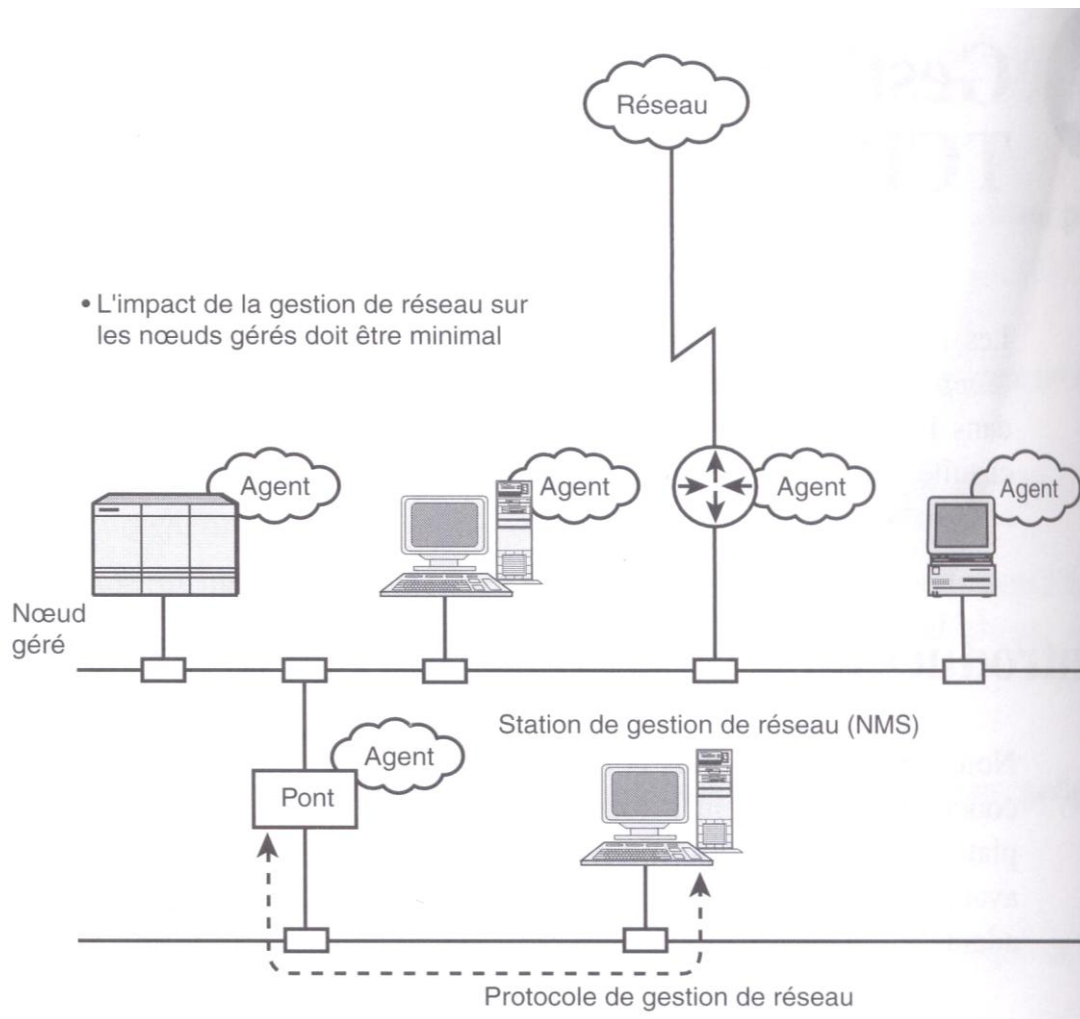 Réseau
• L'impact de la gestion de réseau sur
les nœuds gérés doit être minimal
Agent
Agent
Agent
Agent
Nœud
géré
Station de gestion de réseau (NMS)
Agent
Pont
Protocole de gestion de réseau